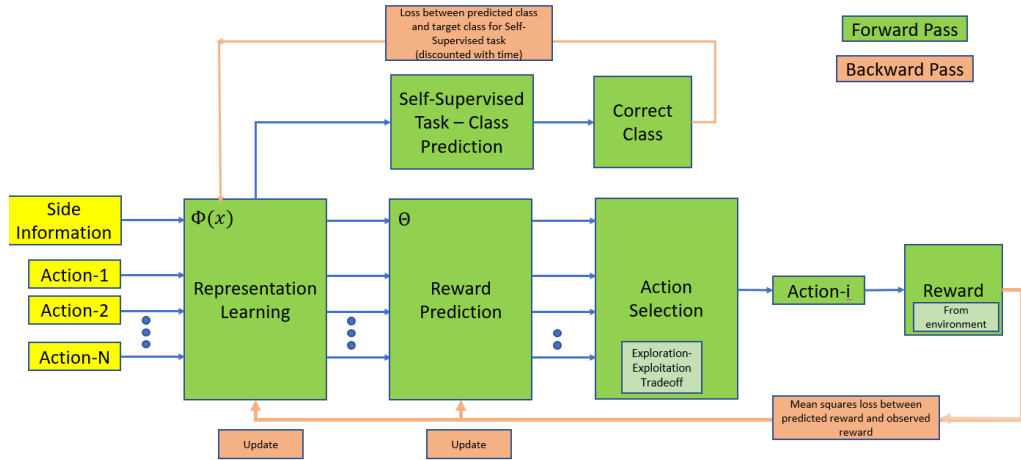 Loss between predicted class
and target class for Self-
Supervised task
(discounted with time)
Forward Pass
Backward Pass
Self-Supervised
Task – Class
Prediction
Correct
Class
Side
Information
Φ(x)
Θ
Action-1
Action-2
Action-N
Representation
Learning
Reward
Prediction
Action
Selection
Exploration-
Exploitation
Tradeoff
Action-i
Reward
From
environment
Mean squares loss between
predicted reward and observed
reward
Update
Update